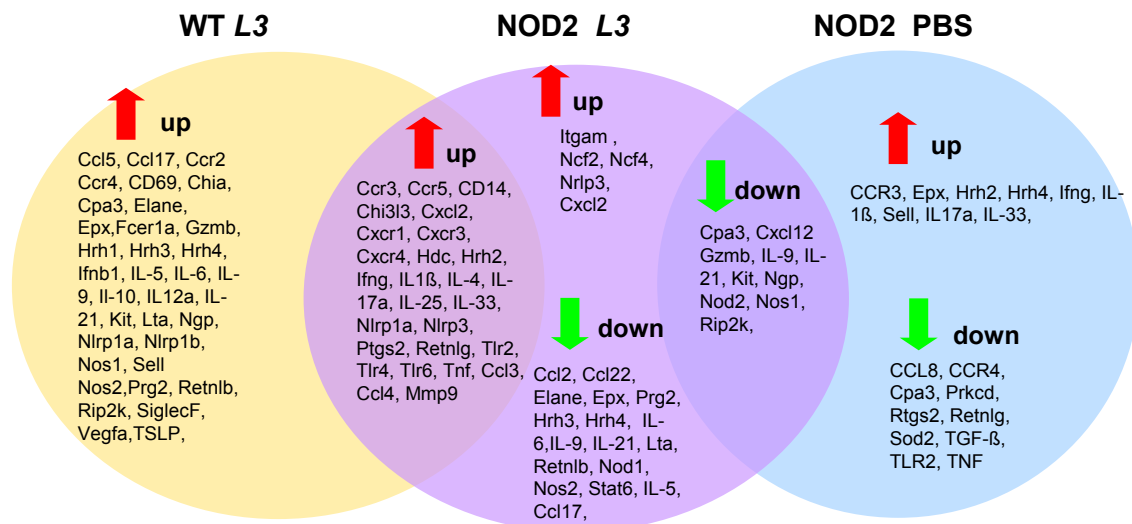 WT L3
NOD2 L3
NOD2 PBS
up
Ccl5, Ccl17, Ccr2
Ccr4, CD69, Chia,
Cpa3, Elane,
Epx,Fcer1a, Gzmb,
Hrh1, Hrh3, Hrh4,
Ifnb1, IL-5, IL-6, IL-
9, Il-10, IL12a, IL-
21, Kit, Lta, Ngp,
Nlrp1a, Nlrp1b,
Nos1, Sell
Nos2,Prg2, Retnlb,
Rip2k, SiglecF,
Vegfa,TSLP,
up
Ccr3, Ccr5, CD14,
Chi3l3, Cxcl2,
Cxcr1, Cxcr3,
Cxcr4, Hdc, Hrh2,
Ifng, IL1ß, IL-4, IL-
17a, IL-25, IL-33,
Nlrp1a, Nlrp3,
Ptgs2, Retnlg, Tlr2,
Tlr4, Tlr6, Tnf, Ccl3,
Ccl4, Mmp9
up
Itgam ,
Ncf2, Ncf4,
Nrlp3,
Cxcl2
down
Ccl2, Ccl22,
Elane, Epx, Prg2,
Hrh3, Hrh4, IL-
6,IL-9, IL-21, Lta,
Retnlb, Nod1,
Nos2, Stat6, IL-5,
Ccl17,
down
Cpa3, Cxcl12
Gzmb, IL-9, IL-
21, Kit, Ngp,
Nod2, Nos1,
Rip2k,
up
CCR3, Epx, Hrh2, Hrh4, Ifng, IL-
1ß, Sell, IL17a, IL-33,
down
CCL8, CCR4,
Cpa3, Prkcd,
Rtgs2, Retnlg,
Sod2, TGF-ß,
TLR2, TNF